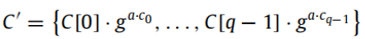 C′ = {C[0] · g^{a·c_0}, . . . , C[q − 1] · g^{a·c_{q−1}}}